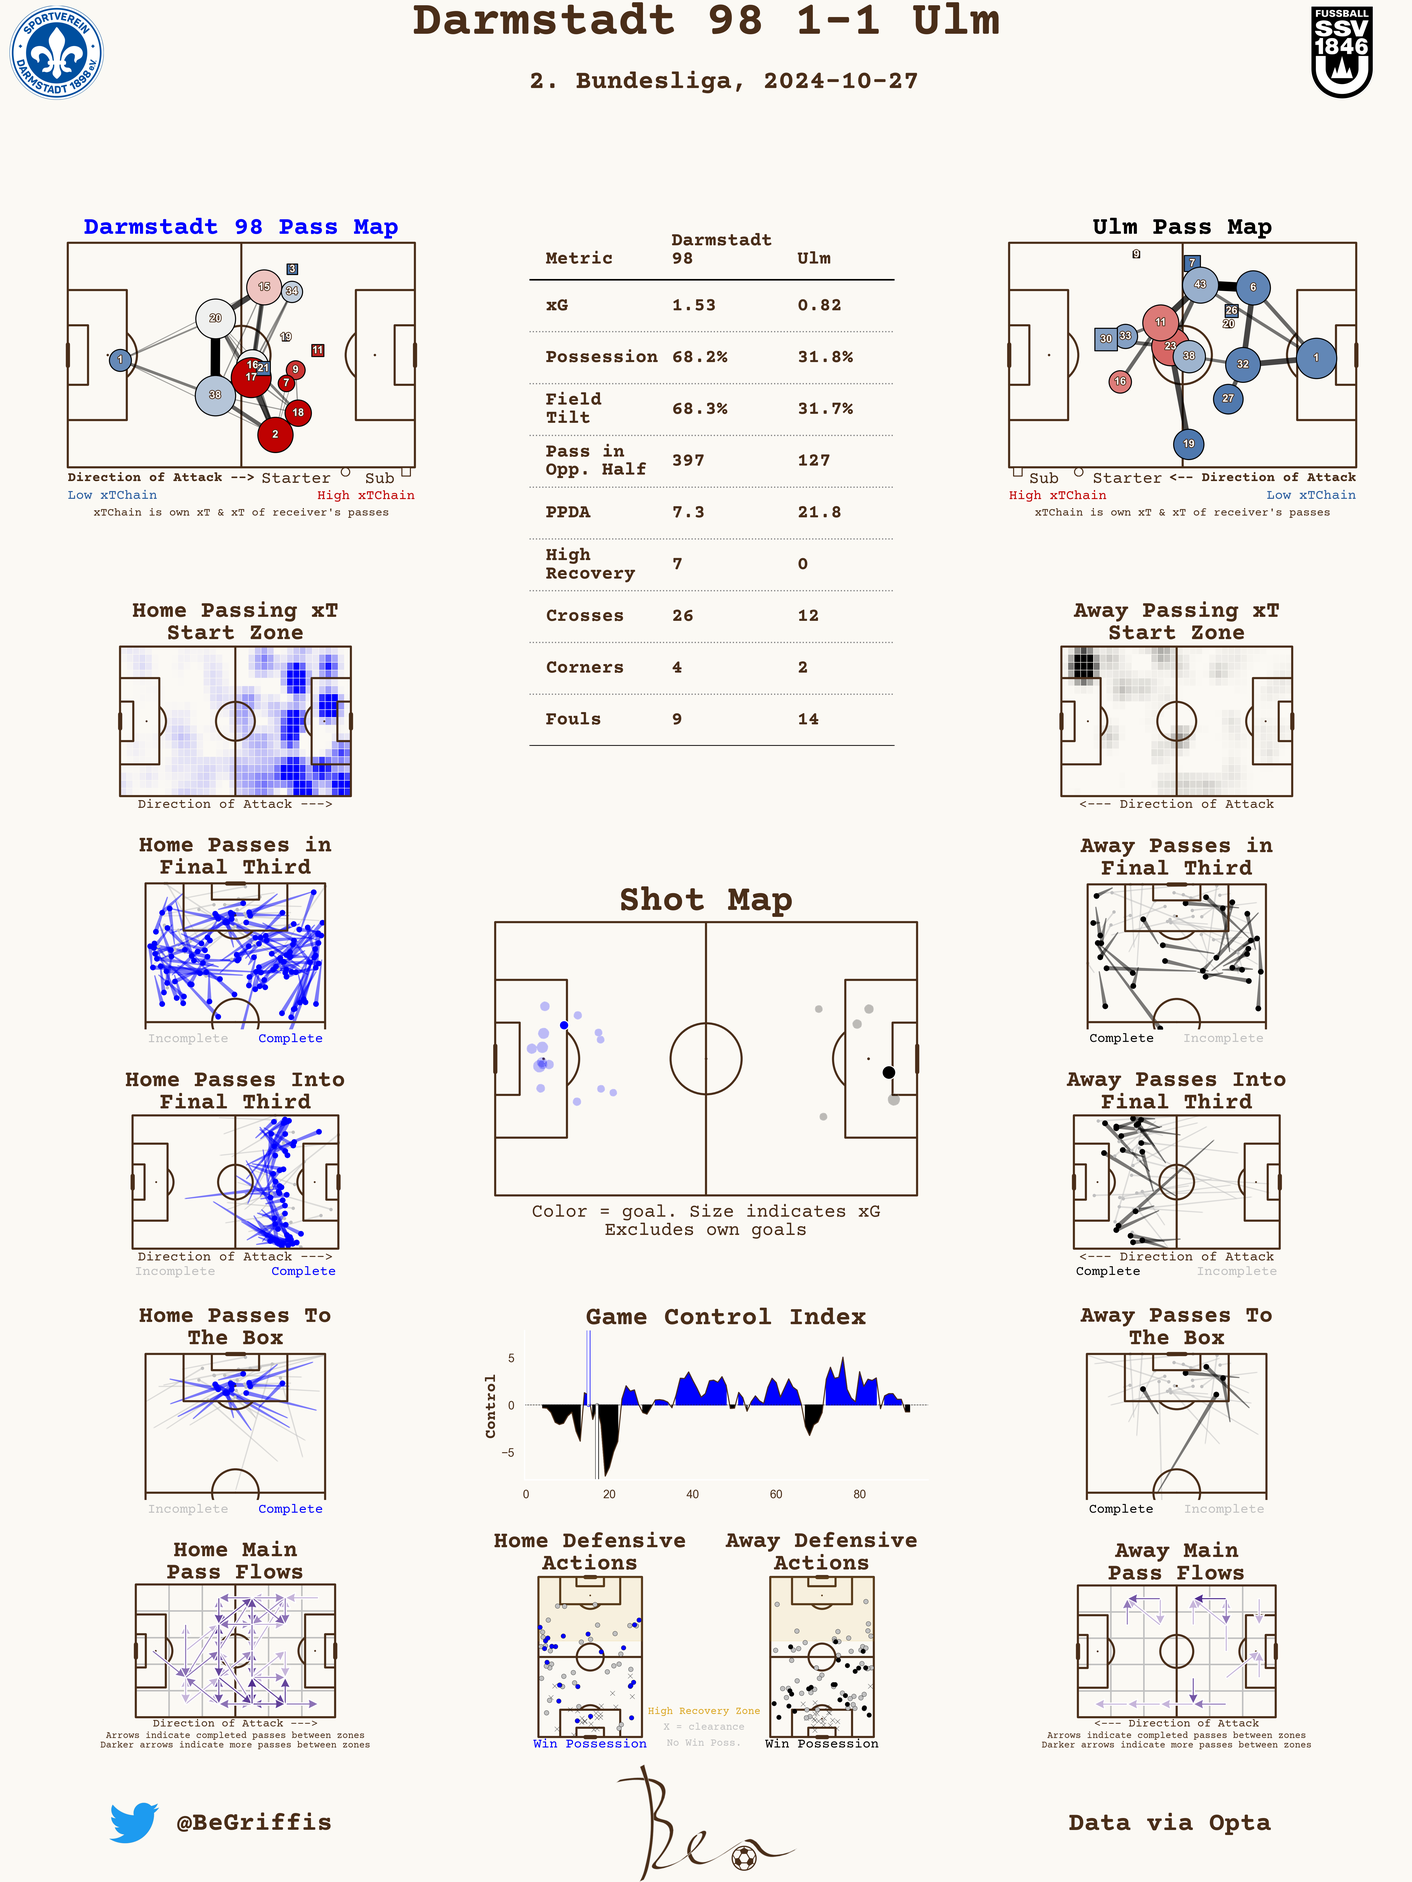 Darmstadt 98 1-1 Ulm
2. Bundesliga, 2024-10-27
SPORTVEREIN
DARMSTADT 1898 e.V.
FUSSBALL
SSV
1846
Darmstadt 98 Pass Map
3
15
34
20
19
1
16
21
11
17
9
7
38
18
2
Direction of Attack --> Starter Sub
Low xTChain High xTChain
xTChain is own xT & xT of receiver's passes
Metric Darmstadt 98 Ulm
xG 1.53 0.82
Possession 68.2% 31.8%
Field Tilt 68.3% 31.7%
Pass in Opp. Half 397 127
PPDA 7.3 21.8
High Recovery 7 0
Crosses 26 12
Corners 4 2
Fouls 9 14
Ulm Pass Map
9
7
43
6
26
20
11
33
30
23
38
32
1
16
27
19
Sub Starter <-- Direction of Attack
High xTChain Low xTChain
xTChain is own xT & xT of receiver's passes
Home Passing xT
Start Zone
Direction of Attack --->
Away Passing xT
Start Zone
<--- Direction of Attack
Home Passes in
Final Third
Incomplete Complete
Away Passes in
Final Third
Complete Incomplete
Shot Map
Color = goal. Size indicates xG
Excludes own goals
Home Passes Into
Final Third
Direction of Attack --->
Incomplete Complete
Away Passes Into
Final Third
<--- Direction of Attack
Complete Incomplete
Home Passes To
The Box
Incomplete Complete
Game Control Index
Control
5
0
−5
0 20 40 60 80
Away Passes To
The Box
Complete Incomplete
Home Main
Pass Flows
Direction of Attack --->
Arrows indicate completed passes between zones
Darker arrows indicate more passes between zones
Home Defensive
Actions
Win Possession
High Recovery Zone
X = clearance
No Win Poss.
Away Defensive
Actions
Win Possession
Away Main
Pass Flows
<--- Direction of Attack
Arrows indicate completed passes between zones
Darker arrows indicate more passes between zones
@BeGriffis
Ben
Data via Opta